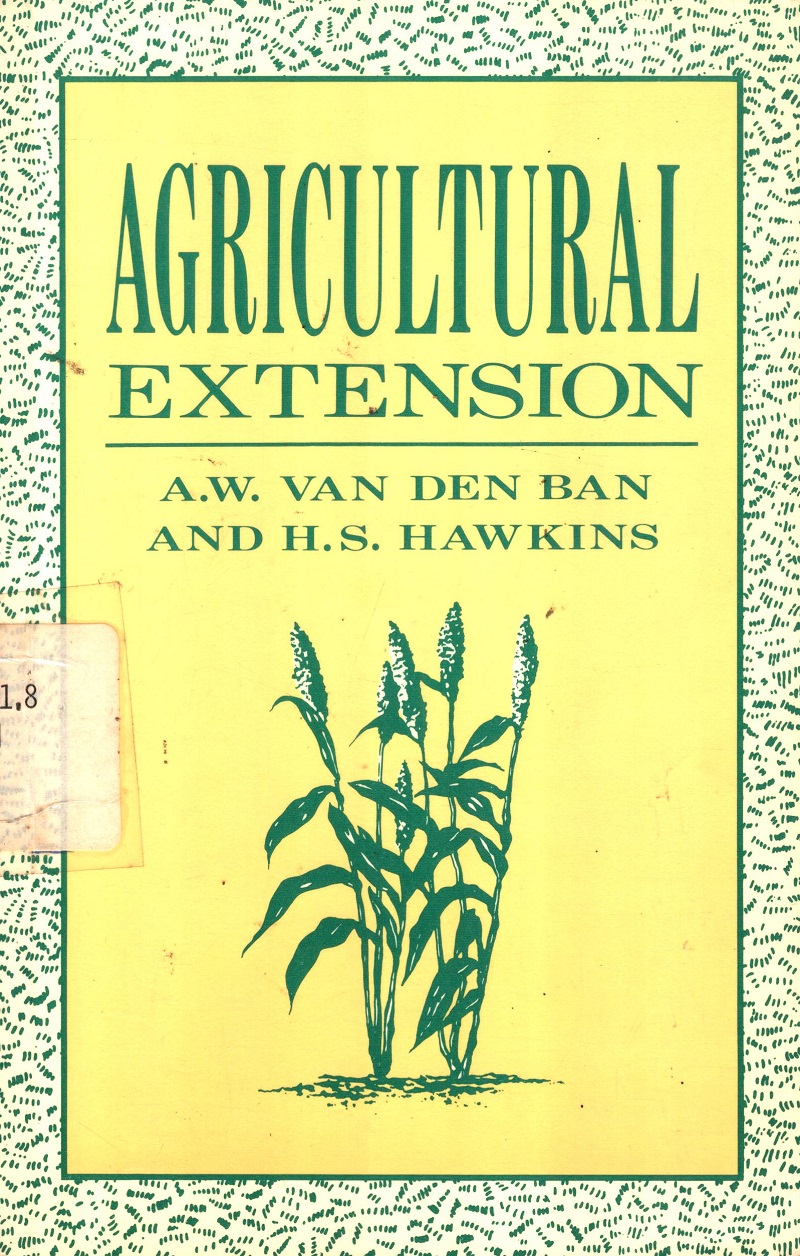 AGRICULTURAL
EXTENSION
A.W. VAN DEN BAN
AND H.S. HAWKINS
1.8